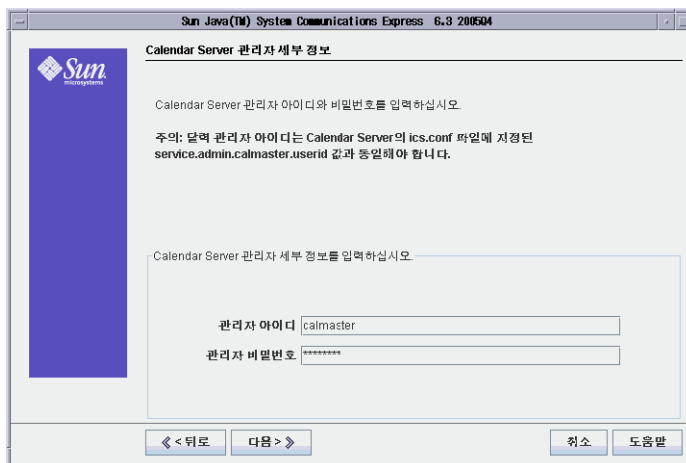 Sun Java(TM) System Communications Express 6.3 2005Q4
Sun
microsystems
Calendar Server 관리자 세부 정보
Calendar Server 관리자 아이디와 비밀번호를 입력하십시오.
주의: 달력 관리자 아이디는 Calendar Server의 ics.conf 파일에 지정된
service.admin.calmaster.userid 값과 동일해야 합니다.
Calendar Server 관리자 세부 정보를 입력하십시오.
관리자 아이디 calmaster
관리자 비밀번호 ********
< 뒤로 다음 > 취소 도움말